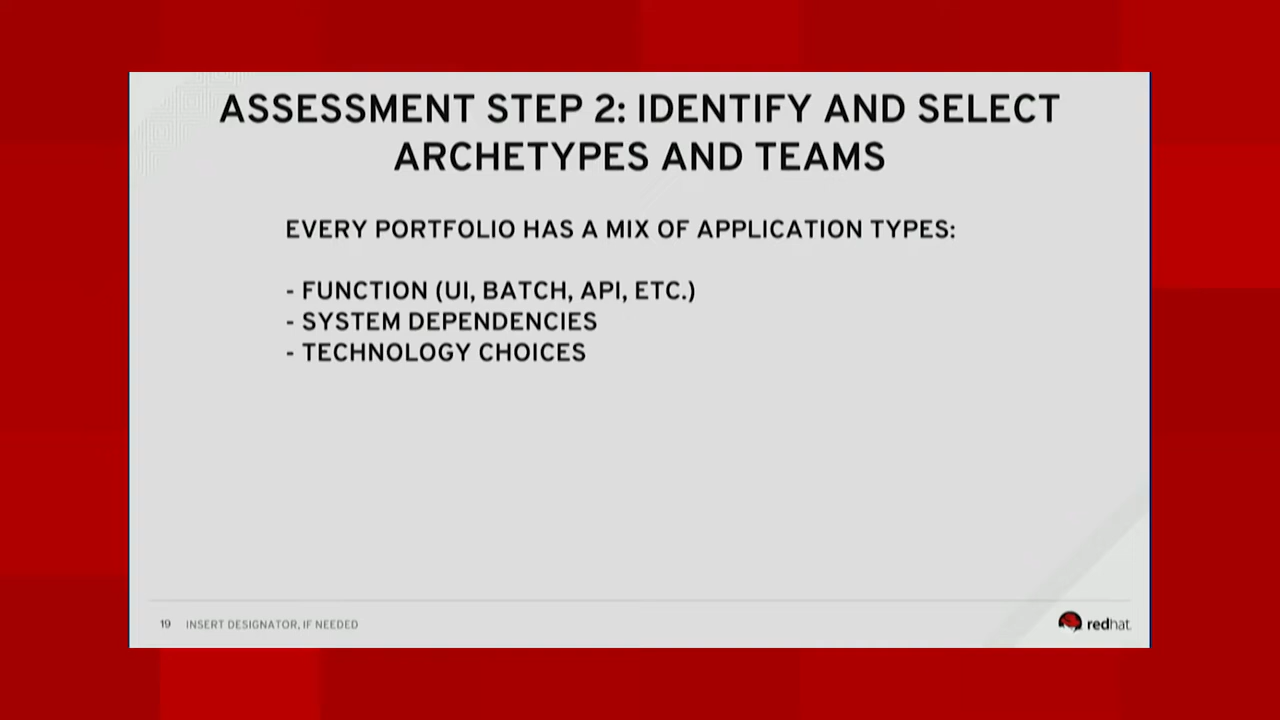 ASSESSMENT STEP 2: IDENTIFY AND SELECT
ARCHETYPES AND TEAMS
EVERY PORTFOLIO HAS A MIX OF APPLICATION TYPES:
- FUNCTION (UI, BATCH, API, ETC.)
- SYSTEM DEPENDENCIES
- TECHNOLOGY CHOICES
19 INSERT DESIGNATOR, IF NEEDED
redhat.